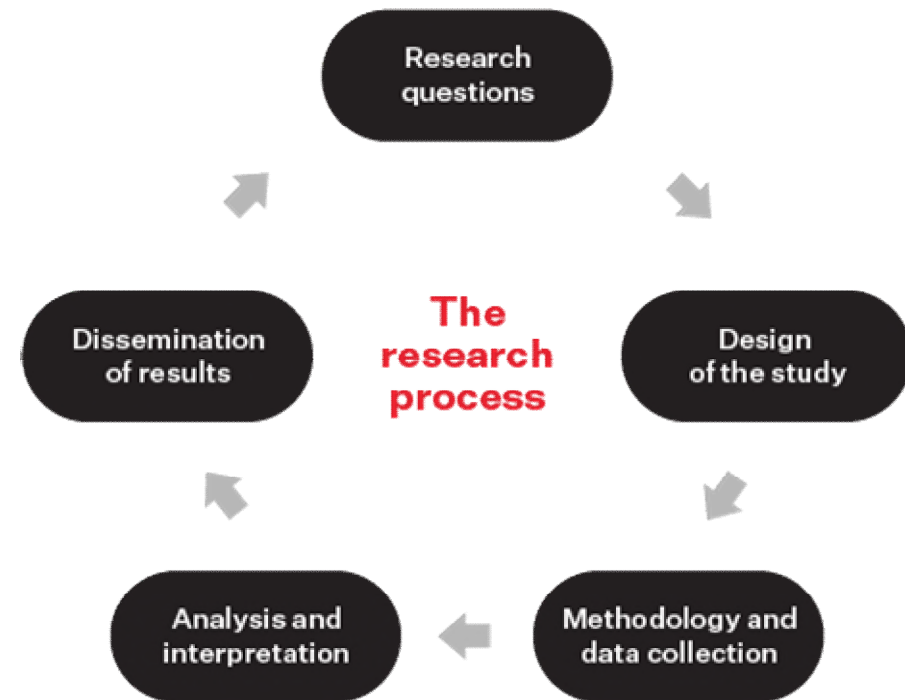 Research
questions
The
research
process
Design
of the study
Methodology and
data collection
Analysis and
interpretation
Dissemination
of results